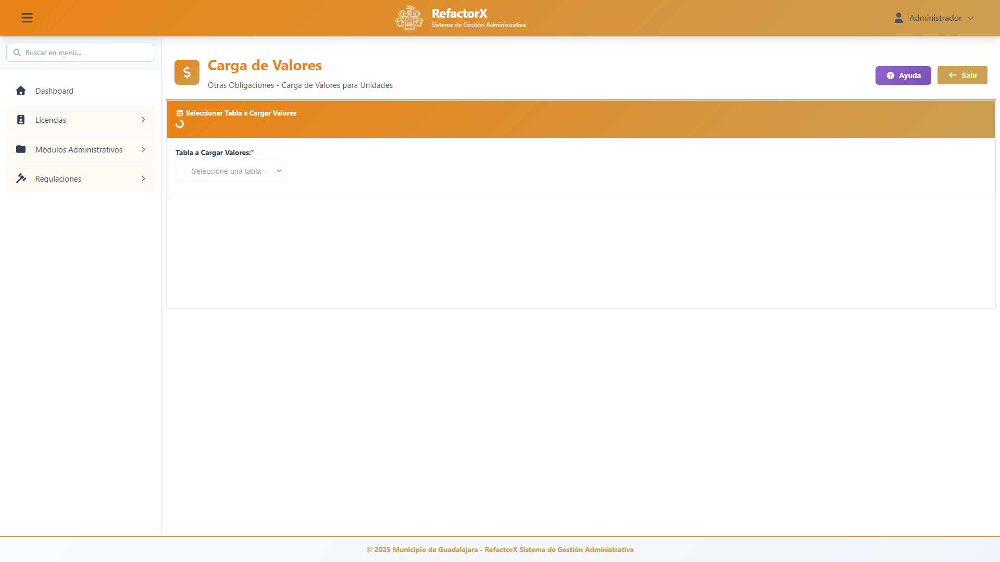 RefactorX
Sistema de Gestión Administrativa
Administrador
Buscar en menú...
Dashboard
Licencias
Módulos Administrativos
Regulaciones
Carga de Valores
Otras Obligaciones - Carga de Valores para Unidades
Ayuda
Salir
Seleccionar Tabla a Cargar Valores
Tabla a Cargar Valores:*
-- Seleccione una tabla --
© 2025 Municipio de Guadalajara - RefactorX Sistema de Gestión Administrativa